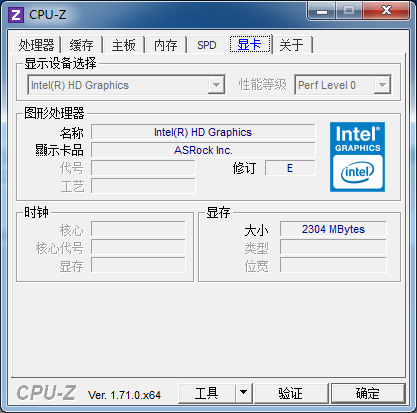 CPU-Z
处理器 缓存 主板 内存 SPD 显卡 关于
显示设备选择
Intel(R) HD Graphics 性能等级 Perf Level 0
图形处理器
名称 Intel(R) HD Graphics
顯示卡品 ASRock Inc.
代号 修订 E
工艺
Intel®
GRAPHICS
intel
时钟
核心
核心代号
显存
显存
大小 2304 MBytes
类型
位宽
CPU-Z Ver. 1.71.0.x64 工具 验证 确定